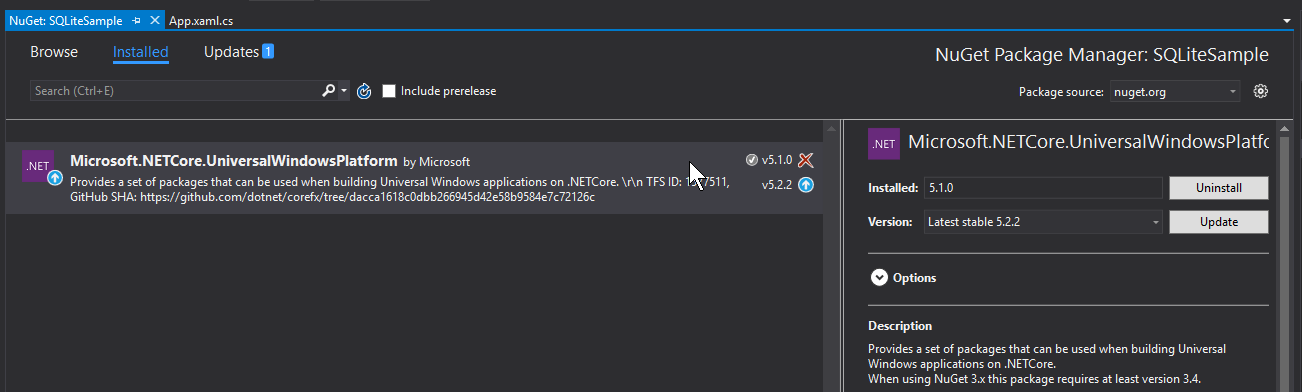 NuGet: SQLiteSample
App.xaml.cs
Browse
Installed
Updates
1
NuGet Package Manager: SQLiteSample
Search (Ctrl+E)
Include prerelease
Package source:
nuget.org
.NET
Microsoft.NETCore.UniversalWindowsPlatform by Microsoft
v5.1.0
Provides a set of packages that can be used when building Universal Windows applications on .NETCore. \r\n TFS ID:
v5.2.2
GitHub SHA: https://github.com/dotnet/corefx/tree/dacca1618c0dbb266945d42e58b9584e7c72126c
.NET
Microsoft.NETCore.UniversalWindowsPlatfo
Installed:
5.1.0
Uninstall
Version:
Latest stable 5.2.2
Update
Options
Description
Provides a set of packages that can be used when building Universal
Windows applications on .NETCore.
When using NuGet 3.x this package requires at least version 3.4.